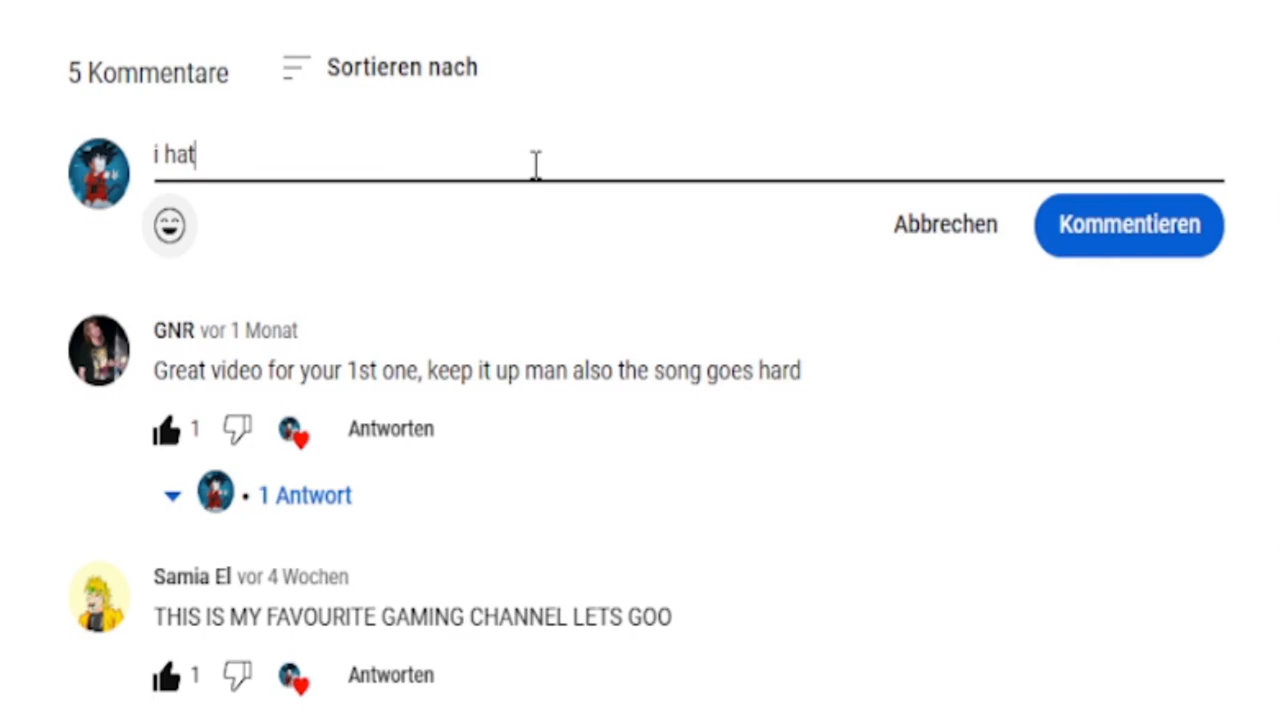 5 Kommentare
Sortieren nach
i hat
Abbrechen
Kommentieren
GNR vor 1 Monat
Great video for your 1st one, keep it up man also the song goes hard
1
Antworten
• 1 Antwort
Samia El vor 4 Wochen
THIS IS MY FAVOURITE GAMING CHANNEL LETS GOO
1
Antworten